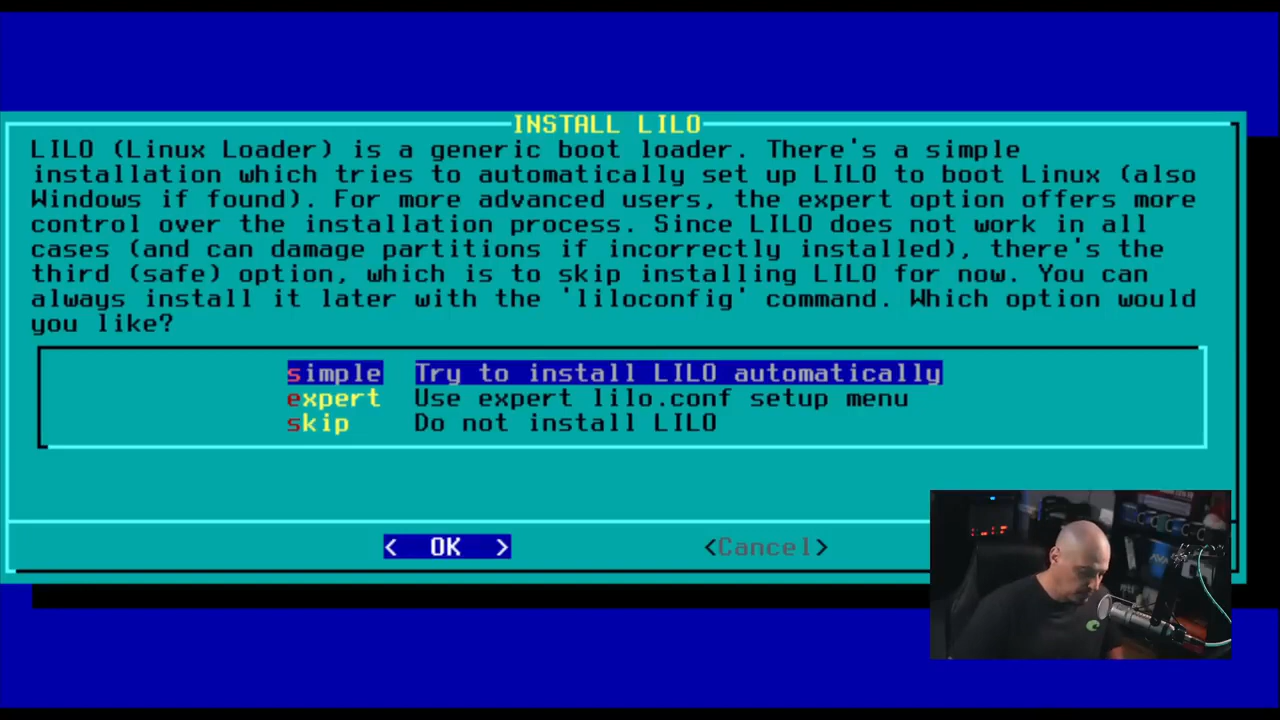 INSTALL LILO
LILO (Linux Loader) is a generic boot loader. There's a simple
installation which tries to automatically set up LILO to boot Linux (also
Windows if found). For more advanced users, the expert option offers more
control over the installation process. Since LILO does not work in all
cases (and can damage partitions if incorrectly installed), there's the
third (safe) option, which is to skip installing LILO for now. You can
always install it later with the 'liloconfig' command. Which option would
you like?
simple Try to install LILO automatically
expert Use expert lilo.conf setup menu
skip Do not install LILO
< OK > <Cancel>